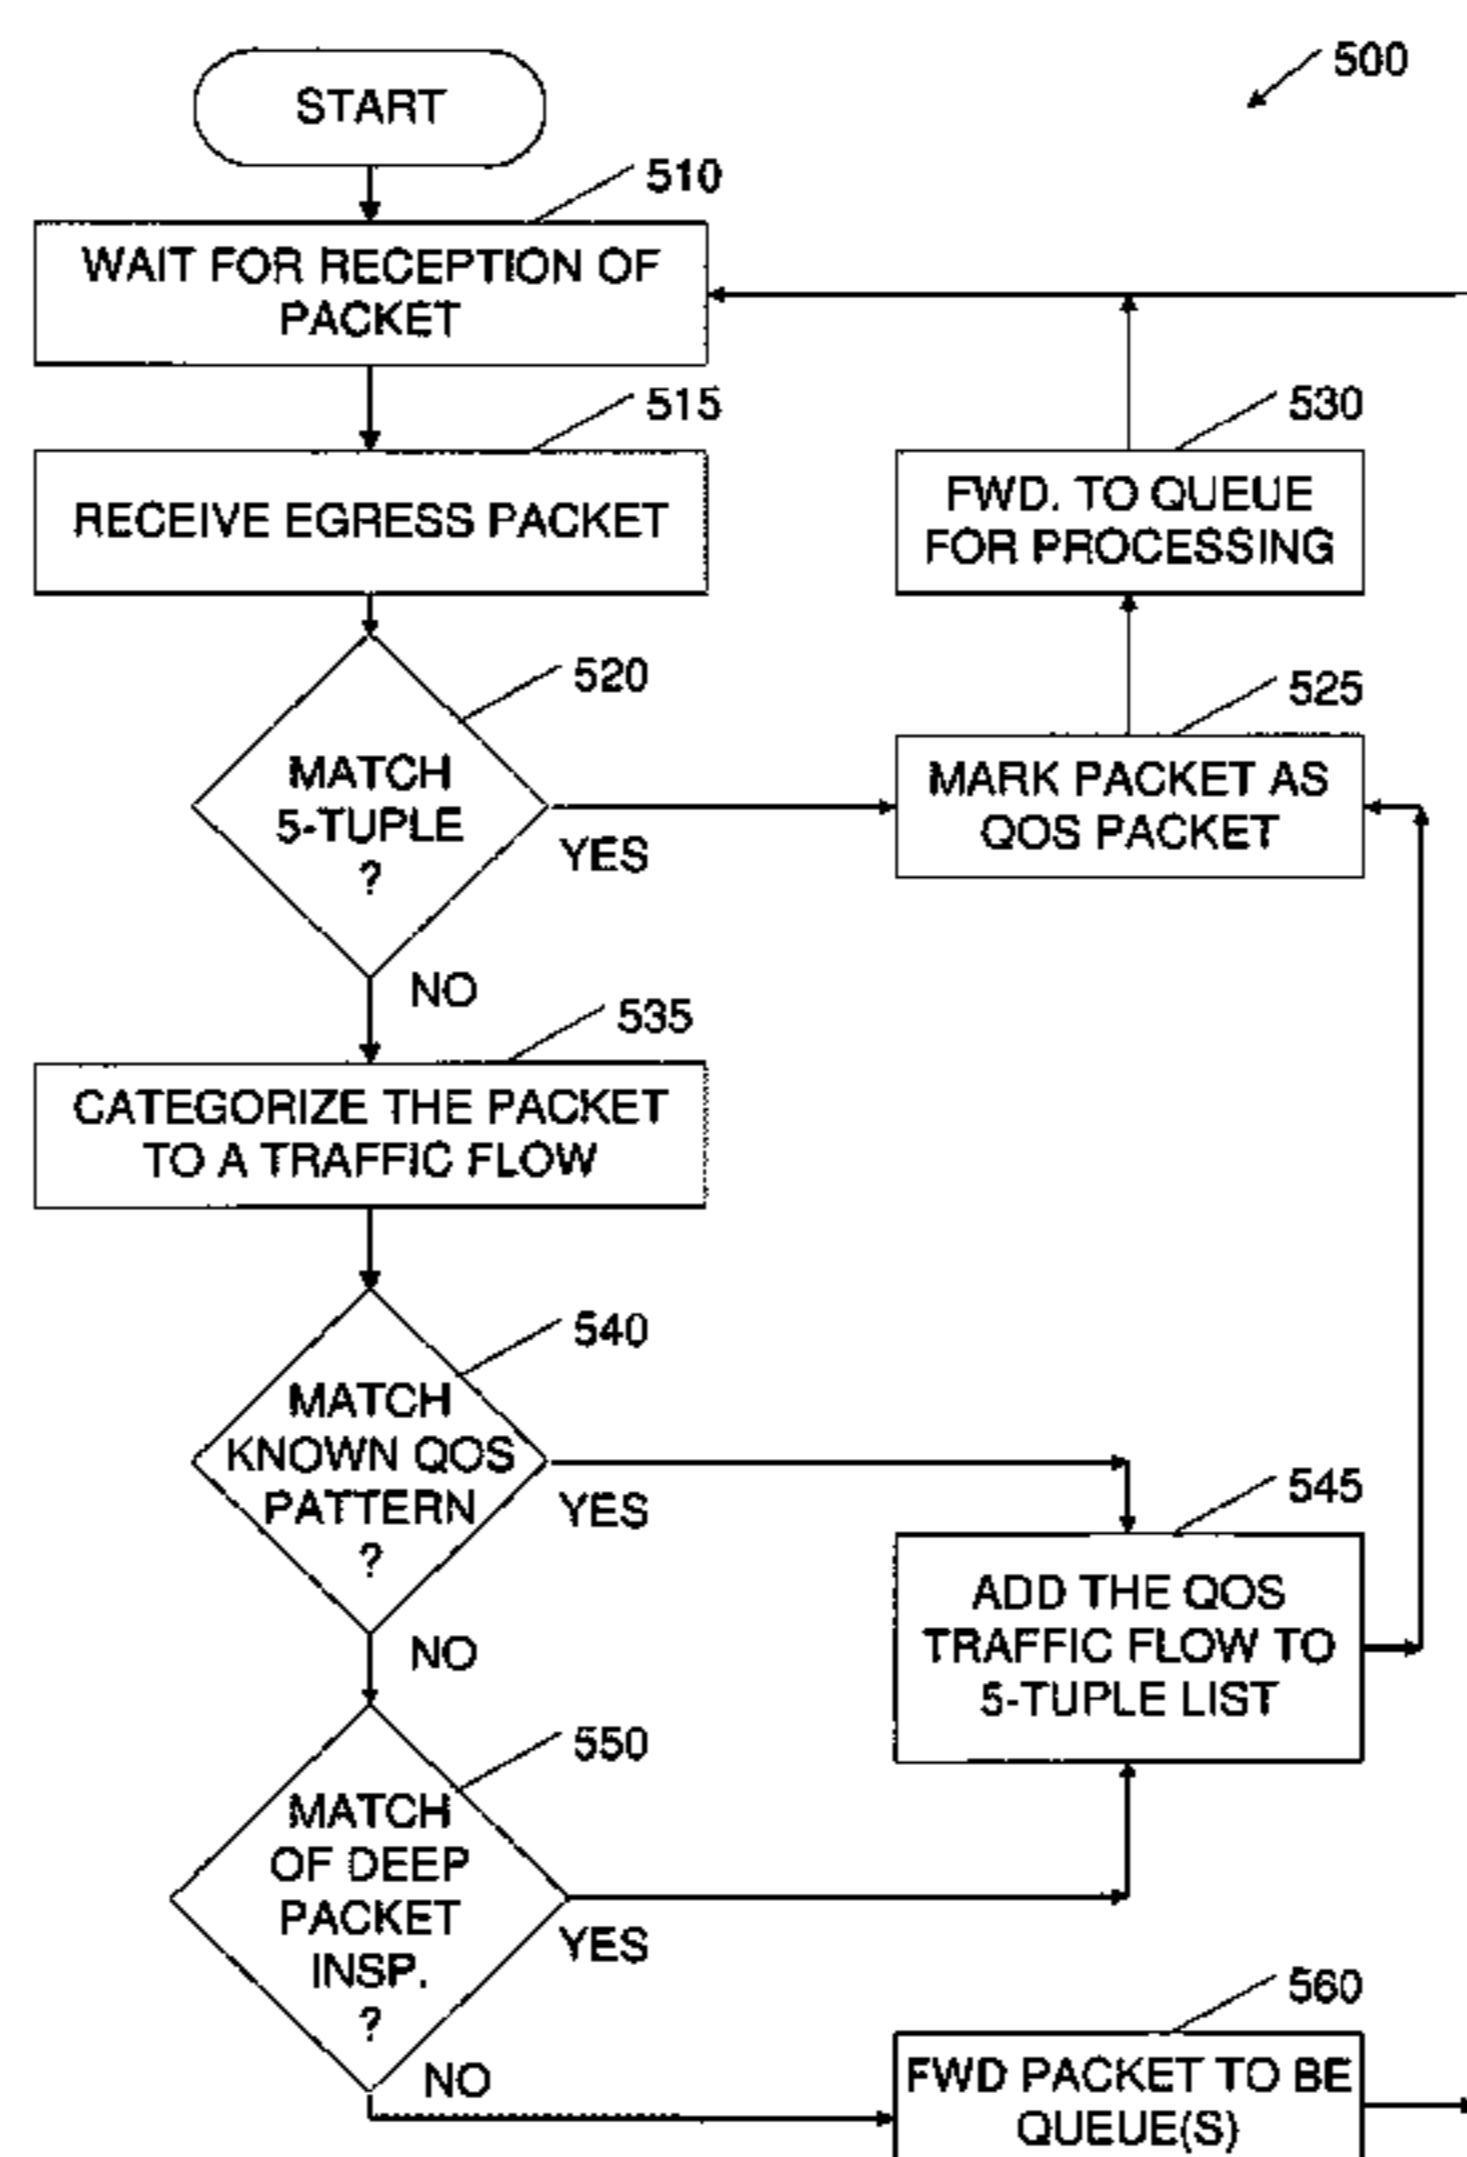 500
START
510
WAIT FOR RECEPTION OF
PACKET
515
RECEIVE EGRESS PACKET
530
FWD. TO QUEUE
FOR PROCESSING
520
MATCH
5-TUPLE
?
YES
NO
525
MARK PACKET AS
QOS PACKET
535
CATEGORIZE THE PACKET
TO A TRAFFIC FLOW
540
MATCH
KNOWN QOS
PATTERN
?
YES
NO
545
ADD THE QOS
TRAFFIC FLOW TO
5-TUPLE LIST
550
MATCH
OF DEEP
PACKET
INSP.
?
YES
NO
560
FWD PACKET TO BE
QUEUE(S)